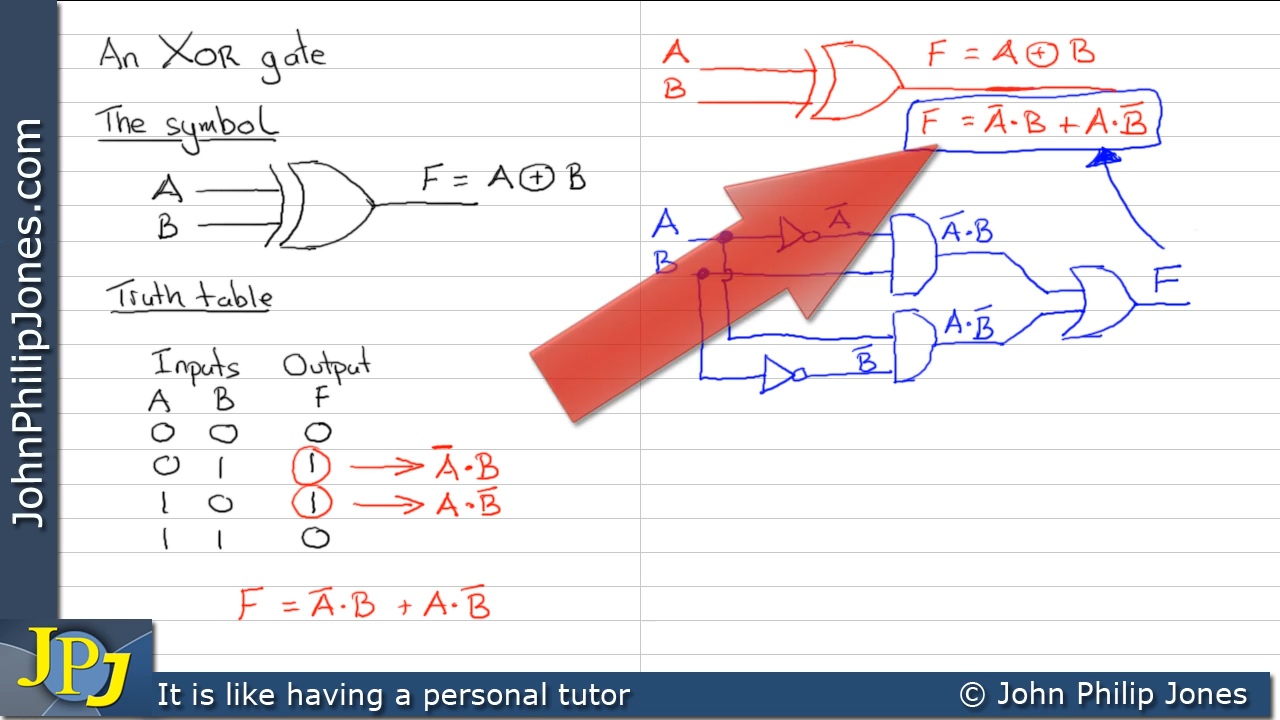 JohnPhilipJones.com
An XOR gate
The symbol
A
B
F = A ⊕ B
Truth table
Inputs Output
A B F
0 0 0
0 1 1 → A̅·B
1 0 1 → A·B̅
1 1 0
F = A̅·B + A·B̅
A
B
F = A ⊕ B
F = A̅·B + A·B̅
A
B
A̅
A̅·B
F
A·B̅
B̅
JPJ
It is like having a personal tutor
© John Philip Jones